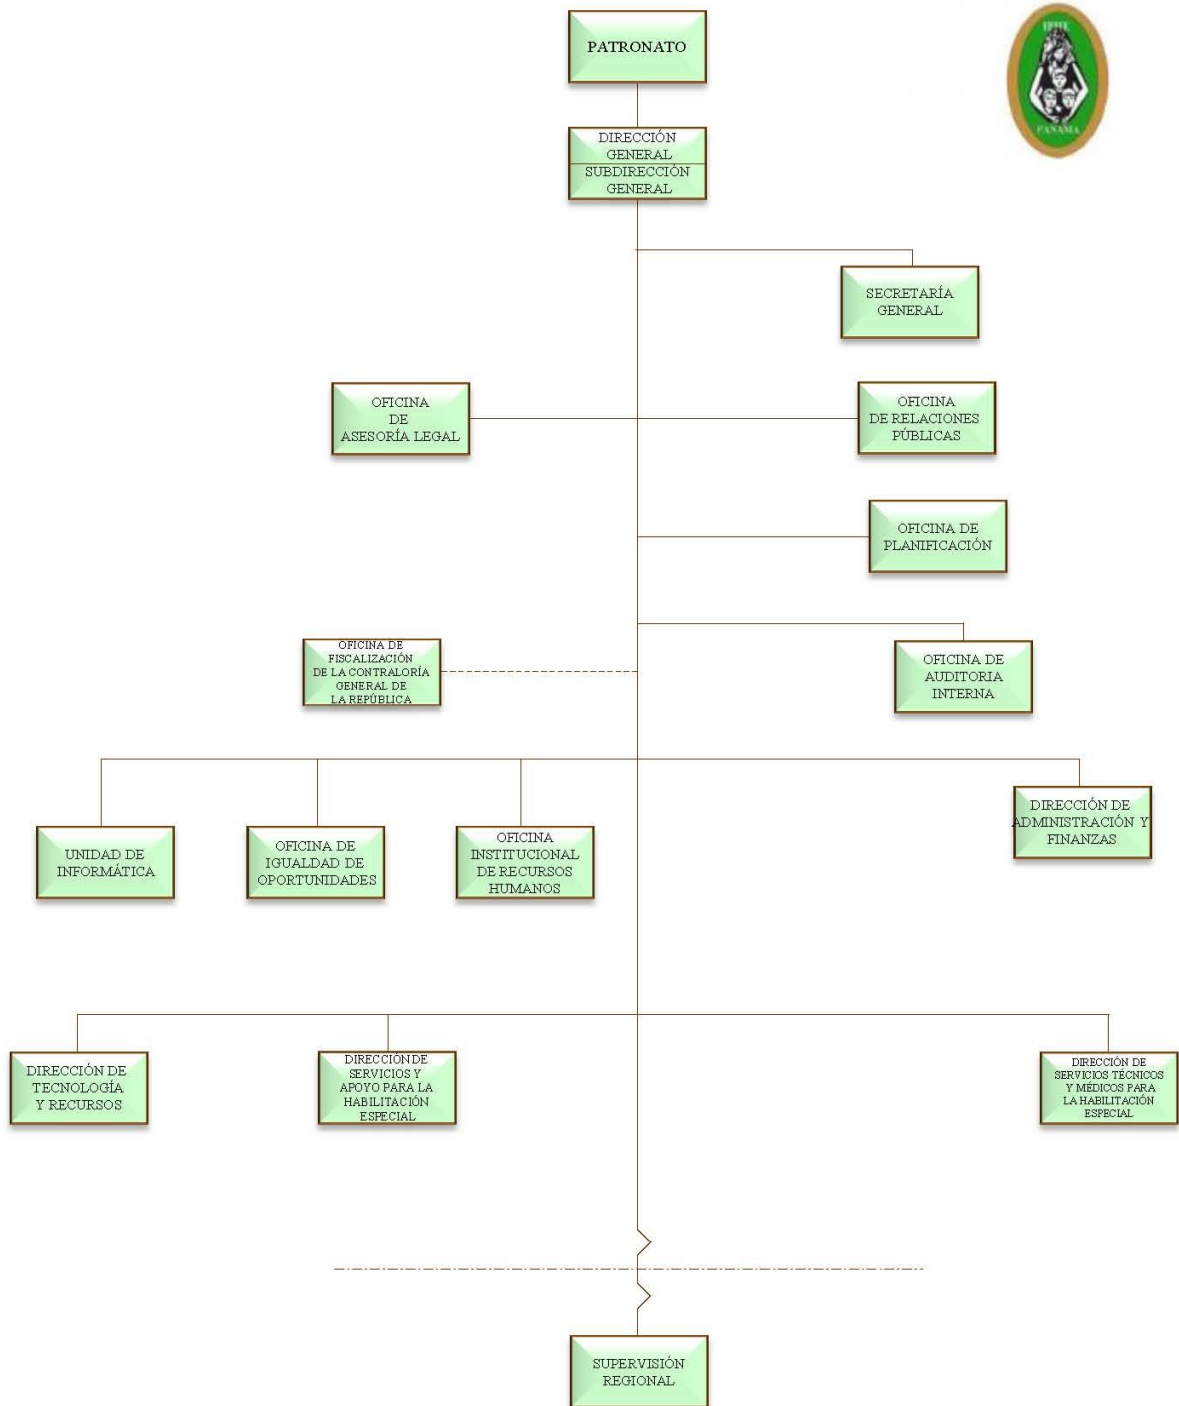 PATRONATO
IPHE
PANAMA
DIRECCIÓN
GENERAL
SUBDIRECCIÓN
GENERAL
SECRETARÍA
GENERAL
OFICINA
DE
ASESORÍA LEGAL
OFICINA
DE RELACIONES
PÚBLICAS
OFICINA DE
PLANIFICACIÓN
OFICINA DE
FISCALIZACIÓN
DE LA CONTRALORÍA
GENERAL DE
LA REPÚBLICA
OFICINA DE
AUDITORIA
INTERNA
UNIDAD DE
INFORMÁTICA
OFICINA DE
IGUALDAD DE
OPORTUNIDADES
OFICINA
INSTITUCIONAL
DE RECURSOS
HUMANOS
DIRECCIÓN DE
ADMINISTRACIÓN Y
FINANZAS
DIRECCIÓN DE
TECNOLOGÍA
Y RECURSOS
DIRECCIÓN DE
SERVICIOS Y
APOYO PARA LA
HABILITACIÓN
ESPECIAL
DIRECCIÓN DE
SERVICIOS TÉCNICOS
Y MÉDICOS PARA
LA HABILITACIÓN
ESPECIAL
SUPERVISIÓN
REGIONAL